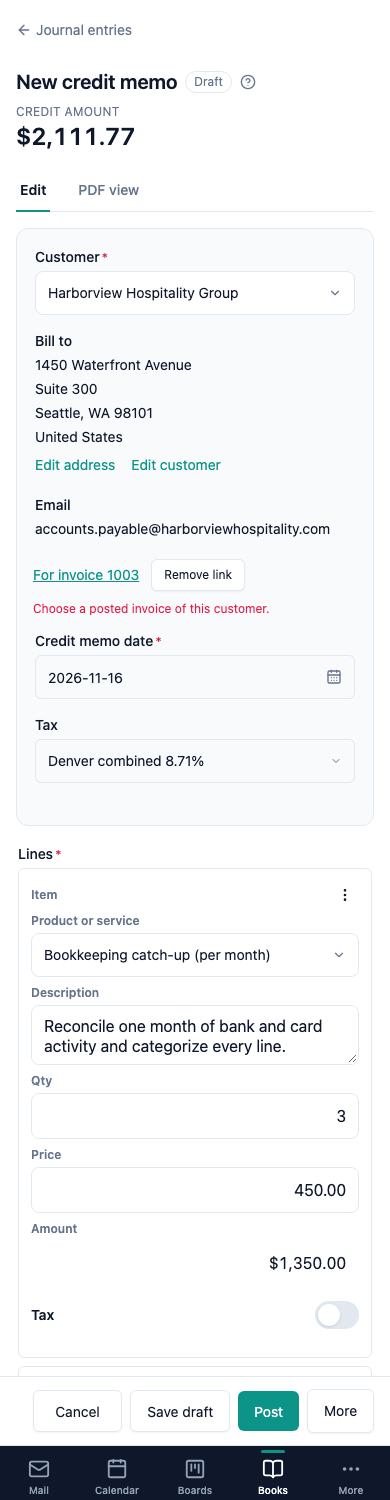 Journal entries
New credit memo Draft
CREDIT AMOUNT
$2,111.77
Edit PDF view
Customer*
Harborview Hospitality Group
Bill to
1450 Waterfront Avenue
Suite 300
Seattle, WA 98101
United States
Edit address Edit customer
Email
accounts.payable@harborviewhospitality.com
For invoice 1003 Remove link
Choose a posted invoice of this customer.
Credit memo date*
2026-11-16
Tax
Denver combined 8.71%
Lines*
Item
Product or service
Bookkeeping catch-up (per month)
Description
Reconcile one month of bank and card
activity and categorize every line.
Qty
3
Price
450.00
Amount
$1,350.00
Tax
Cancel Save draft Post More
Mail Calendar Boards Books More